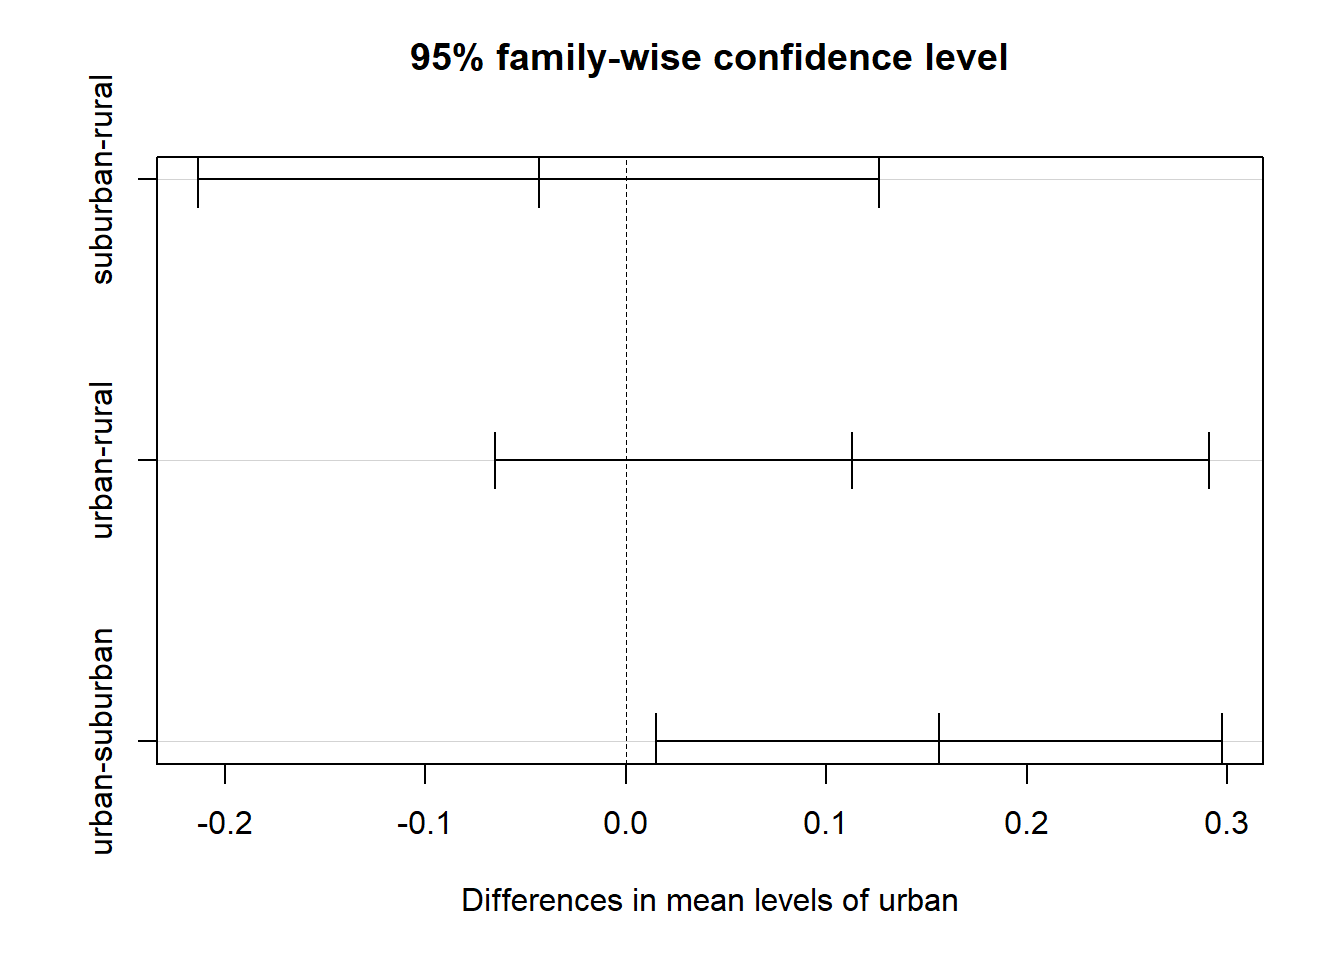 95% family-wise confidence level
suburban-rural
urban-rural
urban-suburban
-0.2 -0.1 0.0 0.1 0.2 0.3
Differences in mean levels of urban